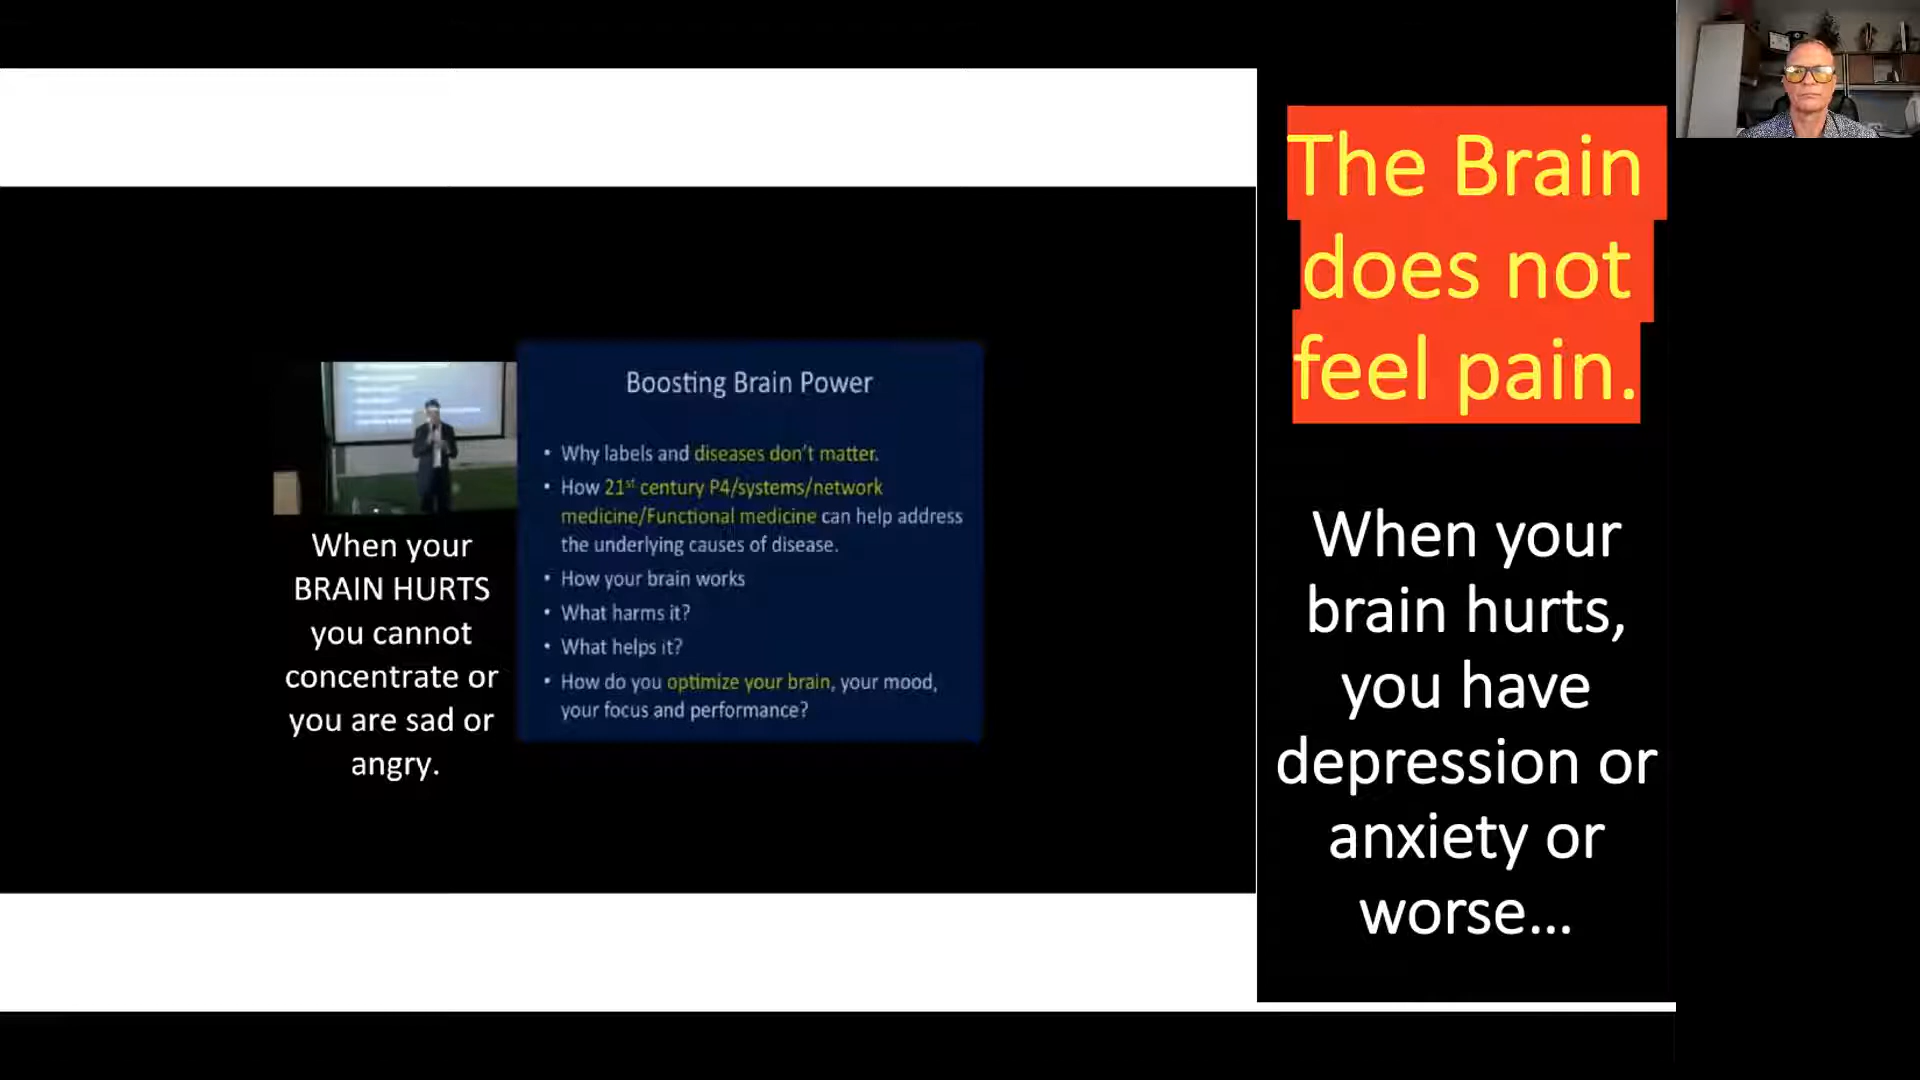 When your
BRAIN HURTS
you cannot
concentrate or
you are sad or
angry.
Boosting Brain Power
• Why labels and diseases don't matter.
• How 21st century P4/systems/network
medicine/Functional medicine can help address
the underlying causes of disease.
• How your brain works
• What harms it?
• What helps it?
• How do you optimize your brain, your mood,
your focus and performance?
The Brain
does not
feel pain.
When your
brain hurts,
you have
depression or
anxiety or
worse...